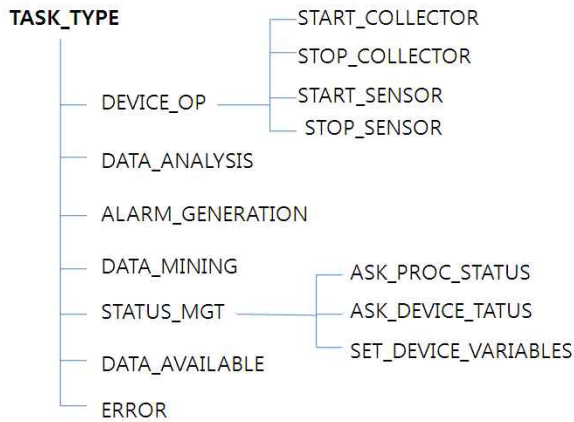 TASK_TYPE
START_COLLECTOR
STOP_COLLECTOR
DEVICE_OP
START_SENSOR
STOP_SENSOR
DATA_ANALYSIS
ALARM_GENERATION
DATA_MINING
ASK_PROC_STATUS
STATUS_MGT
ASK_DEVICE_TATUS
SET_DEVICE_VARIABLES
DATA_AVAILABLE
ERROR